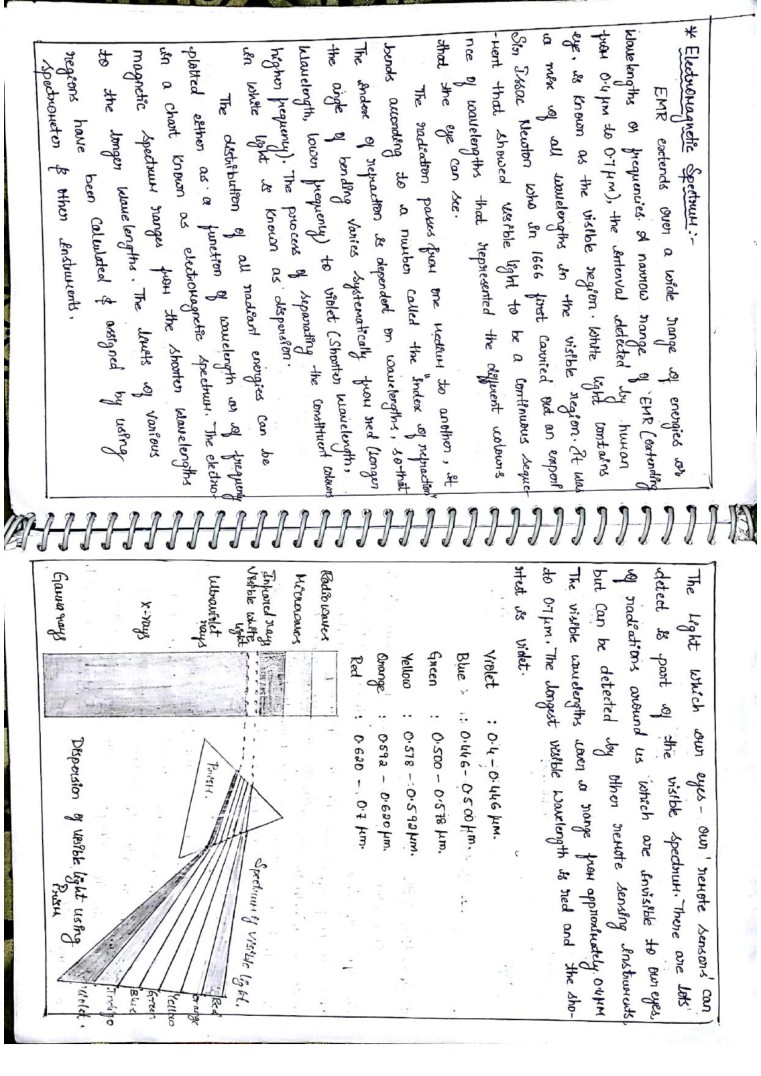 * Electromagnetic Spectrum:-
EMR extends over a wide range of energies or
wavelengths or frequencies. A narrow range of EMR (extending
from 0.4 µm to 0.7 µm), the interval detected by human
eye, is known as the visible region. White light contains
a mix of all wavelengths in the visible region. It was
Sir Issac Newton who in 1666 first carried out an experi
-ment that showed visible light to be a continuous seque-
nce of wavelengths that represented the different colours
that the eye can see.
The radiation passes from one medium to another, it
bends according to a number called the "index of refraction"
The index of refraction is dependent on wavelengths, so that
the angle of bending varies systematically from red (longer
wavelength, lower frequency) to violet (Shorter wavelength,
higher frequency). The process of separating the constituent colours
in white light is known as dispersion.
The distribution of all radiant energies can be
plotted either as a function of wavelength or of frequency
in a chart known as electromagnetic spectrum. The electro-
magnetic spectrum ranges from the shorter wavelengths
to the longer wavelengths. The limits of various
regions have been calculated & assigned by using
spectrometer & other instruments.
The light which our eyes - our 'remote sensors' can
detect is part of the visible spectrum. There are lots
of radiations around us which are invisible to our eyes,
but can be detected by other remote sensing instruments,
The visible wavelengths cover a range from approximately 0.4µm
to 0.7µm. The longest visible wavelength is red and the sho-
rtest is violet.
Violet : 0.4 - 0.446 µm.
Blue : 0.446 - 0.500µm.
Green : 0.500 - 0.578 µm.
Yellow : 0.578 - 0.592µm.
Orange : 0.592 - 0.620µm.
Red : 0.620 - 0.7 µm.
Radiowaves
Microwaves
Infrared rays
Visible white
light
Ultraviolet
rays
X-rays
Gamma rays
Prism.
Spectrum of visible light.
Red
Orange
Yellow
Green
Blue
Indigo
Violet.
Dispersion of visible light using
Prism